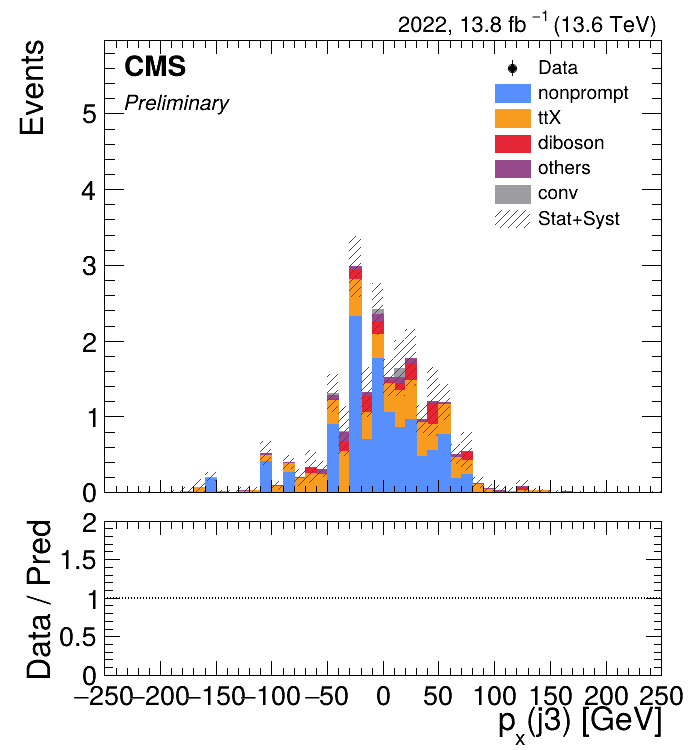 2022, 13.8 fb⁻¹ (13.6 TeV)
CMS
Preliminary
Events
Data
nonprompt
ttX
diboson
others
conv
Stat+Syst
5
4
3
2
1
0
Data / Pred
2
1.5
1
0.5
0
−250 −200 −150 −100 −50 0 50 100 150 200 250
pₓ(j3) [GeV]